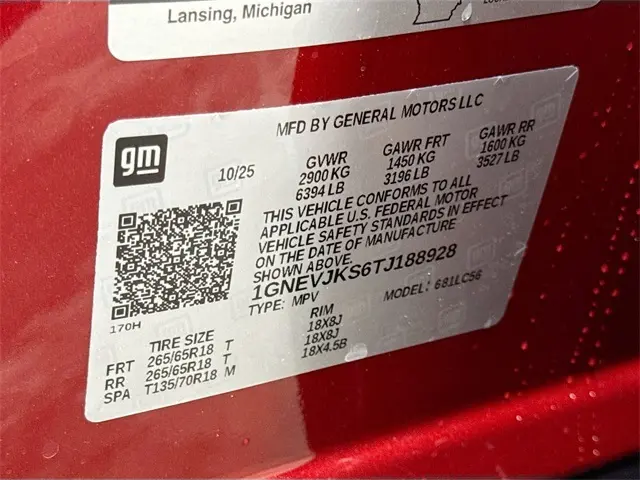 Lansing, Michigan
MFD BY GENERAL MOTORS LLC
gm
10/25
GVWR
2900 KG
6394 LB
GAWR FRT
1450 KG
3196 LB
GAWR RR
1600 KG
3527 LB
THIS VEHICLE CONFORMS TO ALL
APPLICABLE U.S. FEDERAL MOTOR
VEHICLE SAFETY STANDARDS IN EFFECT
ON THE DATE OF MANUFACTURE
SHOWN ABOVE.
1GNEVJKS6TJ188928
TYPE: MPV MODEL: 681LC56
170H
TIRE SIZE RIM
FRT 265/65R18 T 18X8J
RR 265/65R18 T 18X8J
SPA T135/70R18 M 18X4.5B